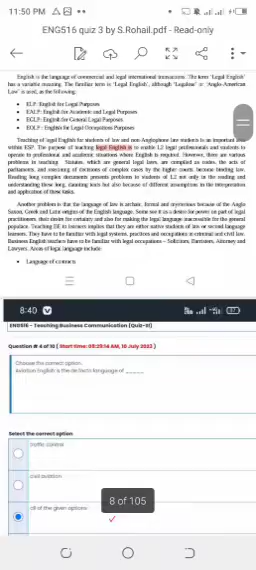 11:50 PM
ENG516 quiz 3 by S.Rohail.pdf - Read-only
English is the language of commercial and legal international transactions. The term 'Legal English'
has a variable meaning. The familiar term is 'Legal English', although 'Legalese' or 'Anglo-American
Law' is used, as the following:
• ELP: English for Legal Purposes
• EALP: English for Academic and Legal Purposes
• EGLP: English for General Legal Purposes
• EOLP : English for Legal Occupations Purposes
Teaching of legal English for students of law and non-Anglophone law students is an important area
within ESP. The purpose of teaching legal English is to enable L2 legal professionals and students to
operate in professional and academic situations where English is required. However, there are various
problems in teaching. Statutes, which are general legal laws, are compiled as codes, the acts of
parliaments, and recording of decisions of complex cases by the higher courts become binding law.
Reading long complex documents presents problems to students of L2 not only in the reading and
understanding these long, daunting texts but also because of different assumptions in the interpretation
and application of these tasks.
Another problem is that the language of law is archaic, formal and mysterious because of the Anglo
Saxon, Greek and Latin origins of the English language. Some see it as a desire for power on part of legal
practitioners, their desire for certainty and also for making the legal language inaccessible for the general
populace. Teaching BE its learners implies that they are either native students of law or second language
learners. They have to be familiar with legal systems, practices and occupations in criminal and civil law.
Business English teachers have to be familiar with legal occupations – Solicitors, Barristers, Attorney and
Lawyers. Areas of legal language include
• Language of contracts
8:40
ENG516 - Teaching Business Communication (Quiz-3)
Question # 4 of 10 ( Start time: 08:39:14 AM, 10 July 2023 )
Choose the correct option.
Aviation English is the de facto language of
Select the correct option
traffic control
civil aviation
all of the given options
8 of 105